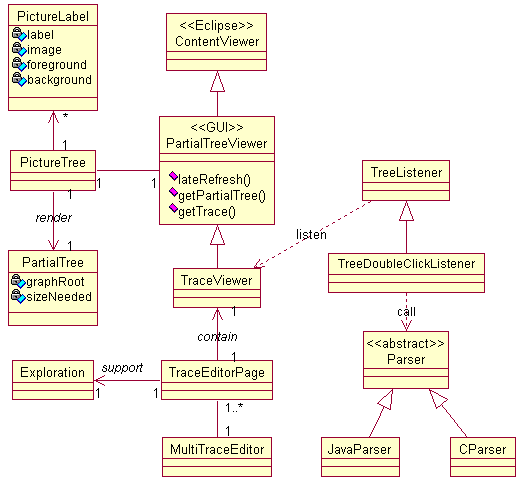 PictureLabel
label
image
foreground
background
*
1
PictureTree
1
1
1
render
1
PartialTree
graphRoot
sizeNeeded
<<Eclipse>>
ContentViewer
<<GUI>>
PartialTreeViewer
lateRefresh()
getPartialTree()
getTrace()
TreeListener
listen
TreeDoubleClickListener
TraceViewer
1
call
contain
<<abstract>>
Parser
1
Exploration
support
1
1
TraceEditorPage
1..*
1
MultiTraceEditor
JavaParser
CParser